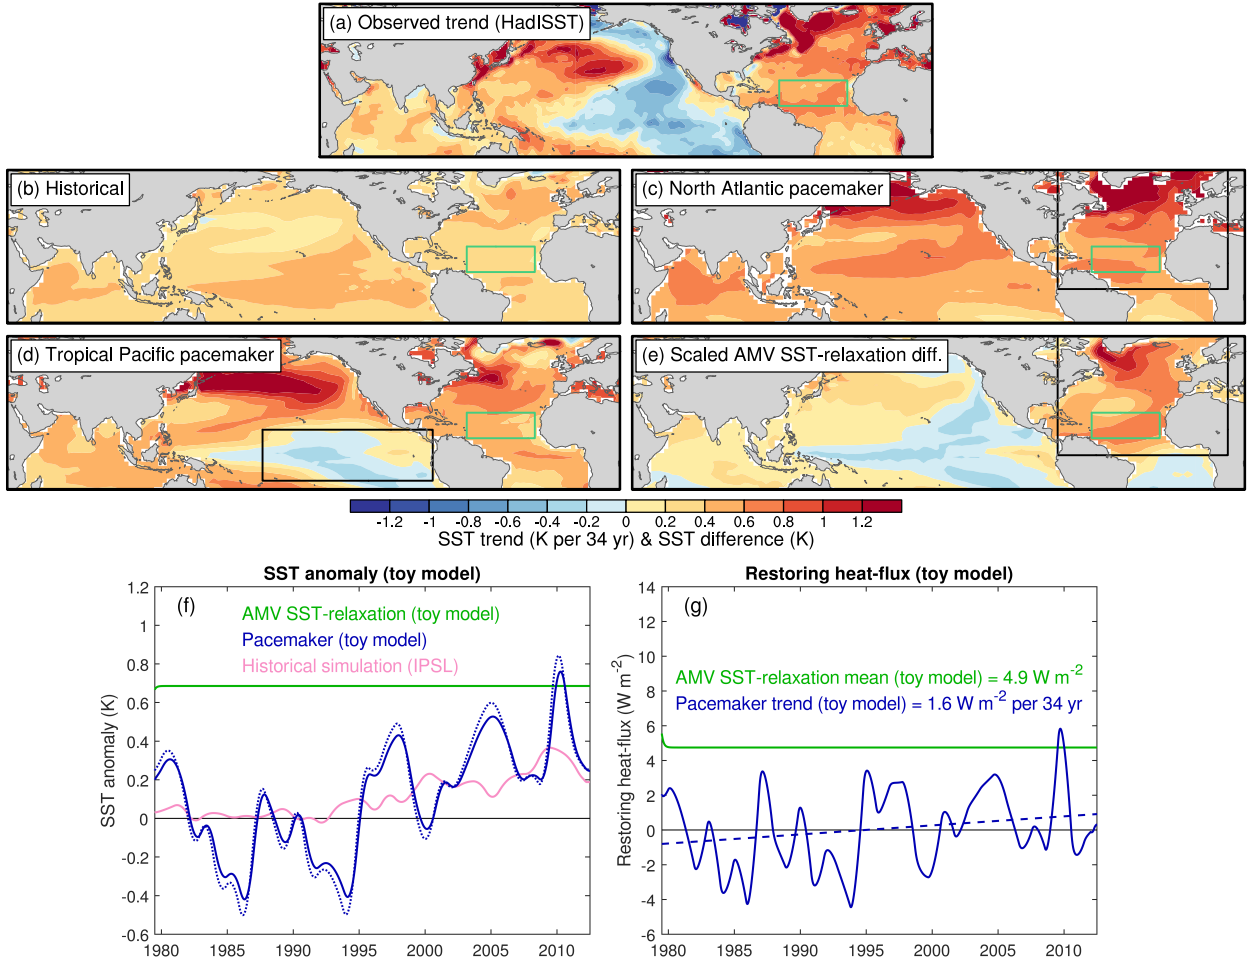 (a) Observed trend (HadISST)
(b) Historical
(c) North Atlantic pacemaker
(d) Tropical Pacific pacemaker
(e) Scaled AMV SST-relaxation diff.
-1.2 -1 -0.8 -0.6 -0.4 -0.2 0 0.2 0.4 0.6 0.8 1 1.2
SST trend (K per 34 yr) & SST difference (K)
SST anomaly (toy model)
(f)
AMV SST-relaxation (toy model)
Pacemaker (toy model)
Historical simulation (IPSL)
SST anomaly (K)
1.2
1
0.8
0.6
0.4
0.2
0
-0.2
-0.4
-0.6
1980 1985 1990 1995 2000 2005 2010
Restoring heat-flux (toy model)
(g)
AMV SST-relaxation mean (toy model) = 4.9 W m⁻²
Pacemaker trend (toy model) = 1.6 W m⁻² per 34 yr
Restoring heat-flux (W m⁻²)
14
12
10
8
6
4
2
0
-2
-4
-6
1980 1985 1990 1995 2000 2005 2010